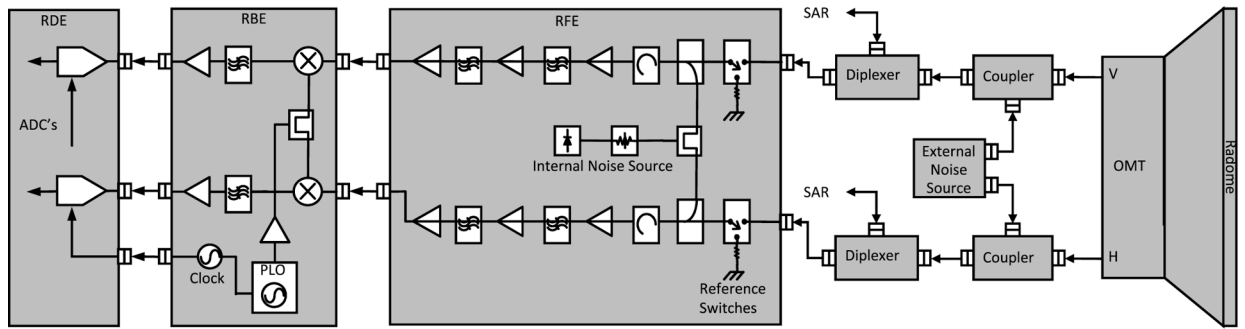 RDE
RBE
RFE
SAR
Diplexer
Coupler
V
ADC's
Internal Noise Source
External
Noise
Source
OMT
Radome
SAR
Clock
PLO
Reference
Switches
Diplexer
Coupler
H